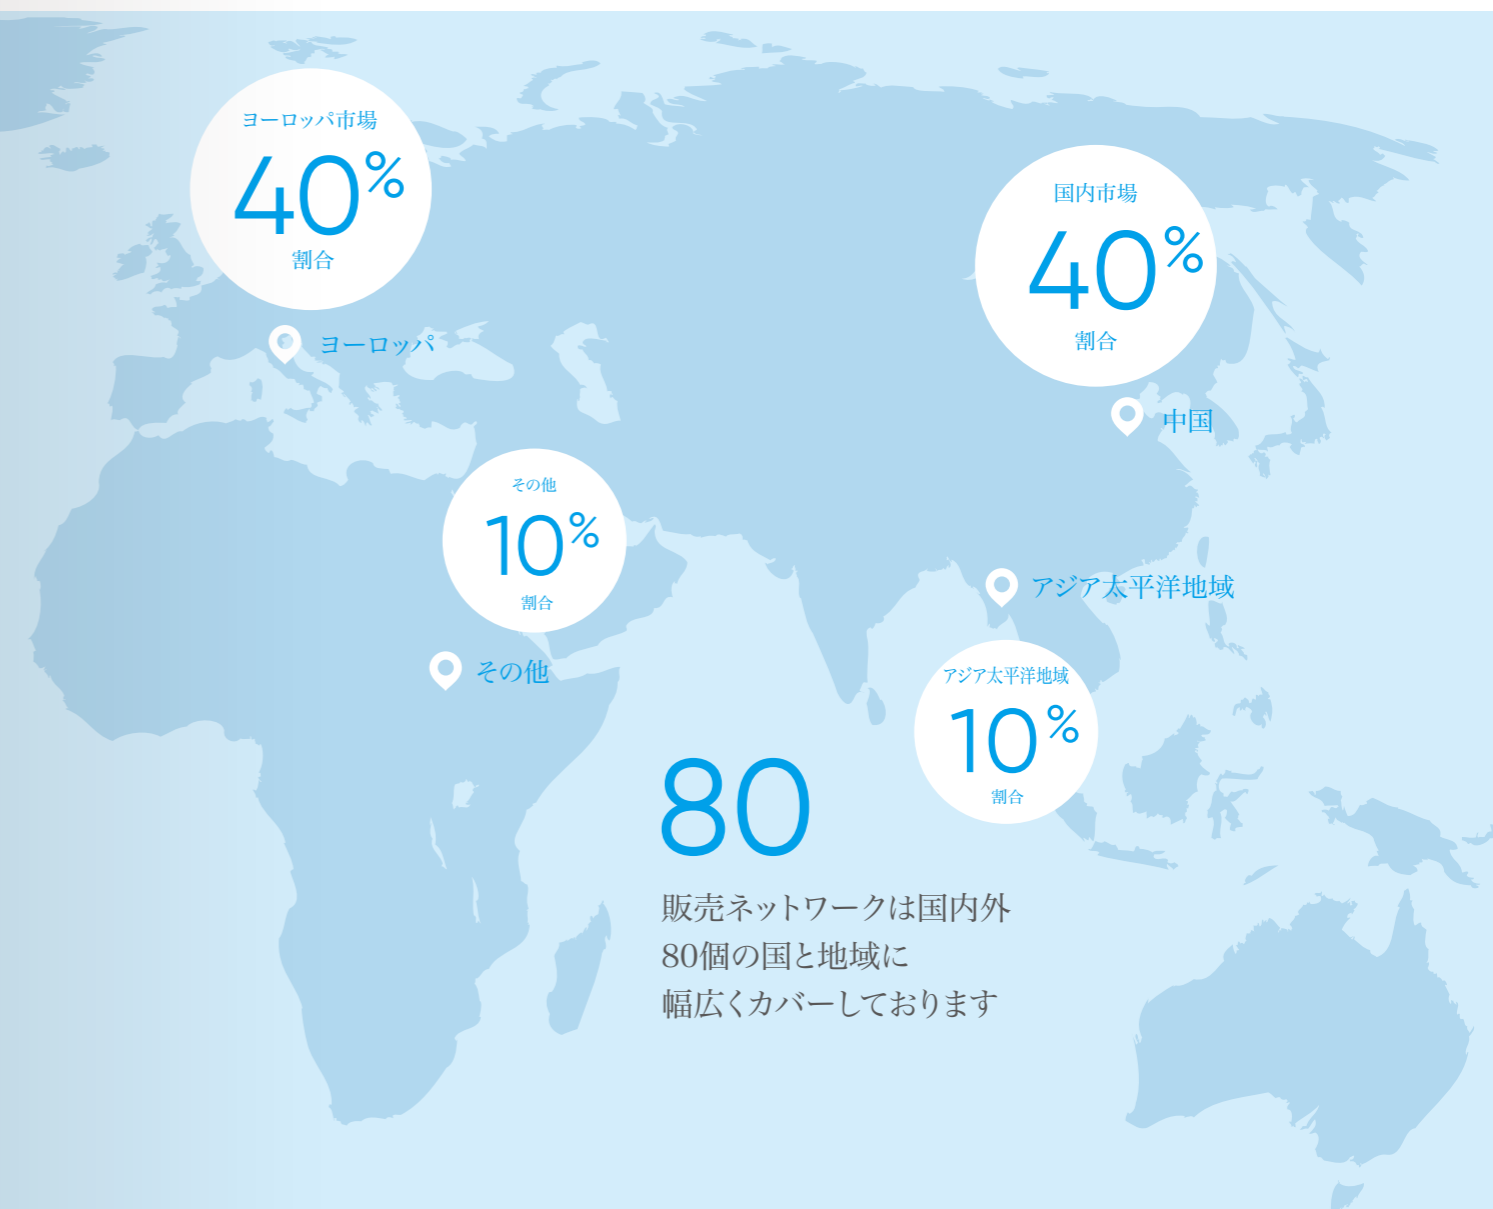 ヨーロッパ市場
40%
割合
ヨーロッパ
国内市場
40%
割合
中国
その他
10%
割合
その他
アジア太平洋地域
アジア太平洋地域
10%
割合
80
販売ネットワークは国内外
80個の国と地域に
幅広くカバーしております